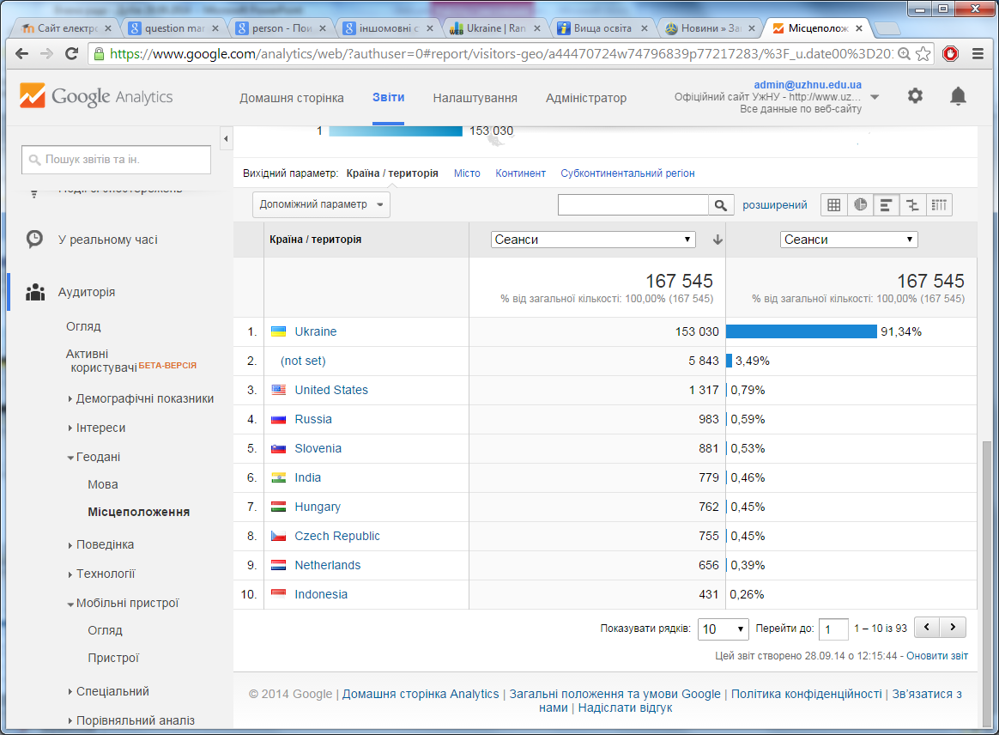 Сайт електро
question mar
person - Пои
іншомовні с
Ukraine | Ran
Вища освіта
Новини » За
Місцеполож
https://www.google.com/analytics/web/?authuser=0#report/visitors-geo/a44470724w74796839p77217283/%3F_u.date00%3D20
Google Analytics
Домашня сторінка
Звіти
Налаштування
Адміністратор
admin@uzhnu.edu.ua
Офіційний сайт УжНУ - http://www.uz...
Все данные по веб-сайту
Пошук звітів та ін.
У реальному часі
Аудиторія
Огляд
Активні
користувачі БЕТА-ВЕРСІЯ
Демографічні показники
Інтереси
Геодані
Мова
Місцеположення
Поведінка
Технології
Мобільні пристрої
Огляд
Пристрої
Спеціальний
Порівняльний аналіз
1 153 030
Вихідний параметр: Країна / територія Місто Континент Субконтинентальний регіон
Допоміжний параметр
розширений
Країна / територія Сеанси Сеанси
167 545 167 545
% від загальної кількості: 100,00% (167 545) % від загальної кількості: 100,00% (167 545)
1. Ukraine 153 030 91,34%
2. (not set) 5 843 3,49%
3. United States 1 317 0,79%
4. Russia 983 0,59%
5. Slovenia 881 0,53%
6. India 779 0,46%
7. Hungary 762 0,45%
8. Czech Republic 755 0,45%
9. Netherlands 656 0,39%
10. Indonesia 431 0,26%
Показувати рядків: 10 Перейти до: 1 1 – 10 із 93
Цей звіт створено 28.09.14 о 12:15:44 - Оновити звіт
© 2014 Google | Домашня сторінка Analytics | Загальні положення та умови Google | Політика конфіденційності | Зв’язатися з
нами | Надіслати відгук